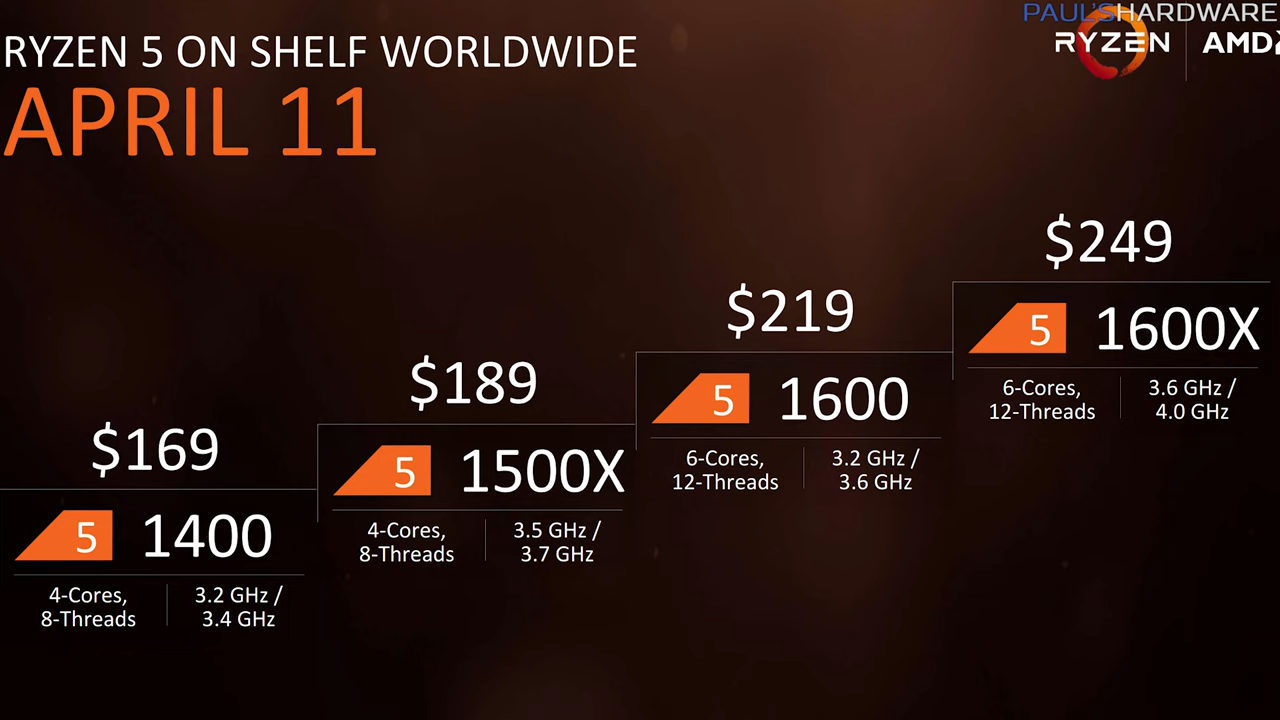 PAUL'SHARDWARE
RYZEN 5 ON SHELF WORLDWIDE
APRIL 11
RYZEN
AMD
$169
5 1400
4-Cores,
8-Threads
3.2 GHz /
3.4 GHz
$189
5 1500X
4-Cores,
8-Threads
3.5 GHz /
3.7 GHz
$219
5 1600
6-Cores,
12-Threads
3.2 GHz /
3.6 GHz
$249
5 1600X
6-Cores,
12-Threads
3.6 GHz /
4.0 GHz